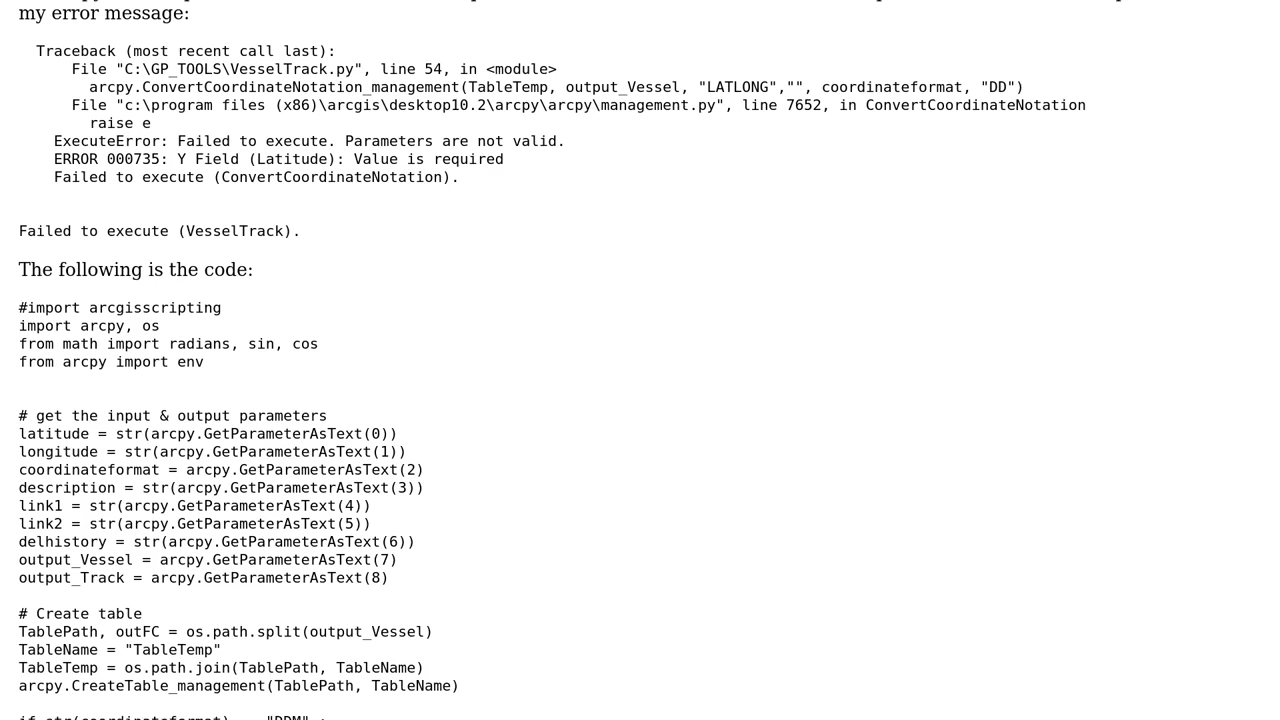 my error message:
Traceback (most recent call last):
File "C:\GP_TOOLS\VesselTrack.py", line 54, in <module>
arcpy.ConvertCoordinateNotation_management(TableTemp, output_Vessel, "LATLONG","", coordinateformat, "DD")
File "c:\program files (x86)\arcgis\desktop10.2\arcpy\arcpy\management.py", line 7652, in ConvertCoordinateNotation
raise e
ExecuteError: Failed to execute. Parameters are not valid.
ERROR 000735: Y Field (Latitude): Value is required
Failed to execute (ConvertCoordinateNotation).
Failed to execute (VesselTrack).
The following is the code:
#import arcgisscripting
import arcpy, os
from math import radians, sin, cos
from arcpy import env
# get the input & output parameters
latitude = str(arcpy.GetParameterAsText(0))
longitude = str(arcpy.GetParameterAsText(1))
coordinateformat = arcpy.GetParameterAsText(2)
description = str(arcpy.GetParameterAsText(3))
link1 = str(arcpy.GetParameterAsText(4))
link2 = str(arcpy.GetParameterAsText(5))
delhistory = str(arcpy.GetParameterAsText(6))
output_Vessel = arcpy.GetParameterAsText(7)
output_Track = arcpy.GetParameterAsText(8)
# Create table
TablePath, outFC = os.path.split(output_Vessel)
TableName = "TableTemp"
TableTemp = os.path.join(TablePath, TableName)
arcpy.CreateTable_management(TablePath, TableName)